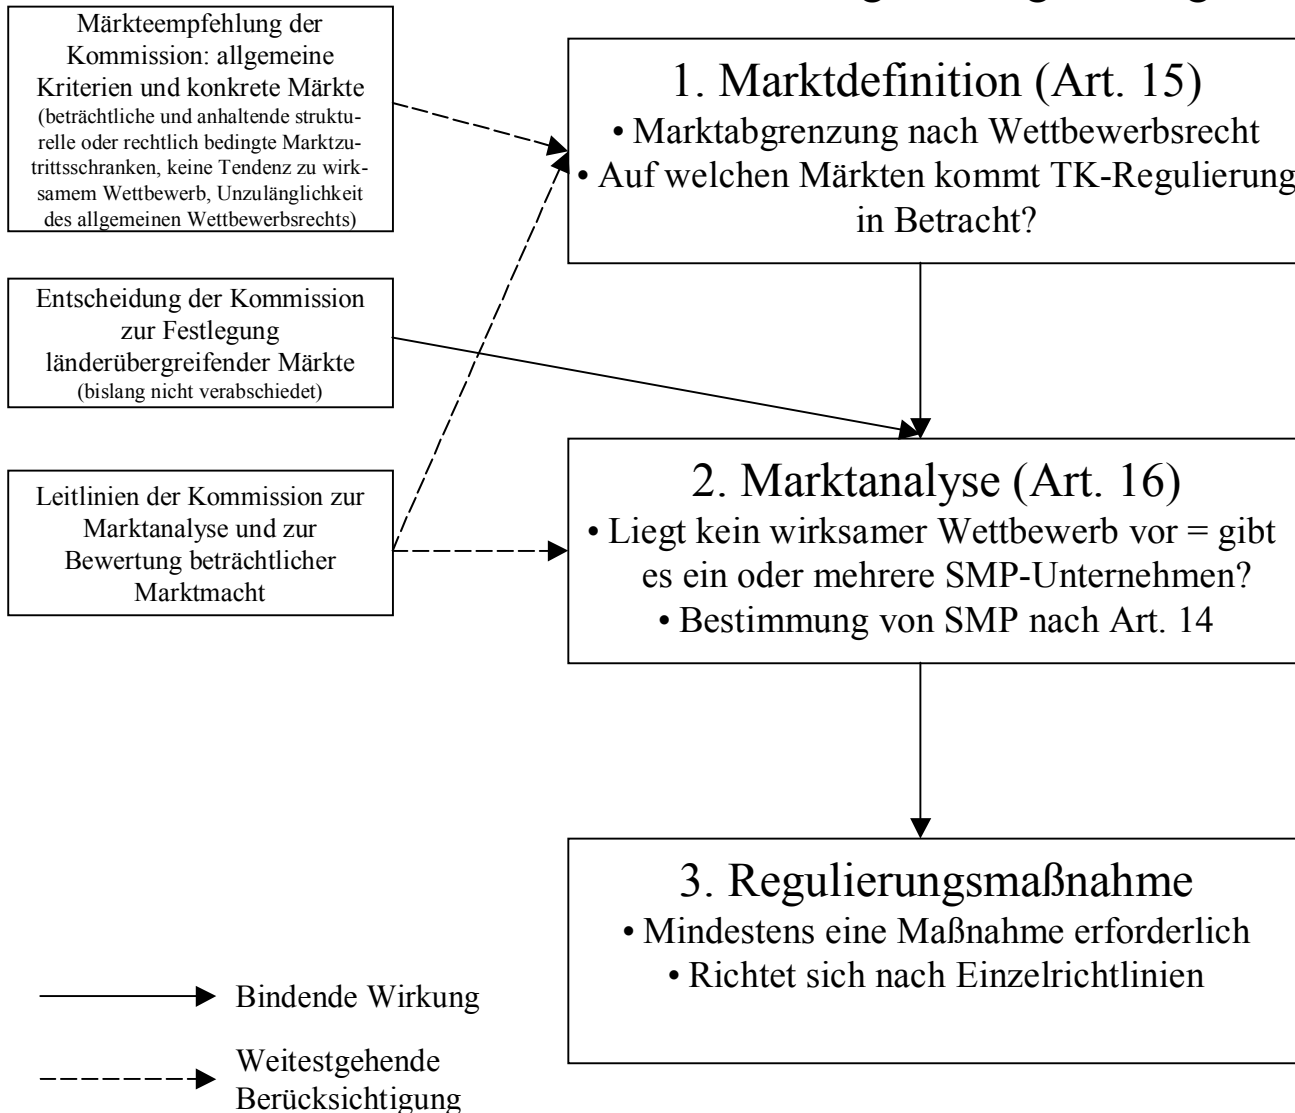 Märkteempfehlung der
Kommission: allgemeine
Kriterien und konkrete Märkte
(beträchtliche und anhaltende struktu-
relle oder rechtlich bedingte Marktzu-
trittsschranken, keine Tendenz zu wirk-
samem Wettbewerb, Unzulänglichkeit
des allgemeinen Wettbewerbsrechts)
1. Marktdefinition (Art. 15)
• Marktabgrenzung nach Wettbewerbsrecht
• Auf welchen Märkten kommt TK-Regulierung
in Betracht?
Entscheidung der Kommission
zur Festlegung
länderübergreifender Märkte
(bislang nicht verabschiedet)
Leitlinien der Kommission zur
Marktanalyse und zur
Bewertung beträchtlicher
Marktmacht
2. Marktanalyse (Art. 16)
• Liegt kein wirksamer Wettbewerb vor = gibt
es ein oder mehrere SMP-Unternehmen?
• Bestimmung von SMP nach Art. 14
3. Regulierungsmaßnahme
• Mindestens eine Maßnahme erforderlich
• Richtet sich nach Einzelrichtlinien
Bindende Wirkung
Weitestgehende
Berücksichtigung